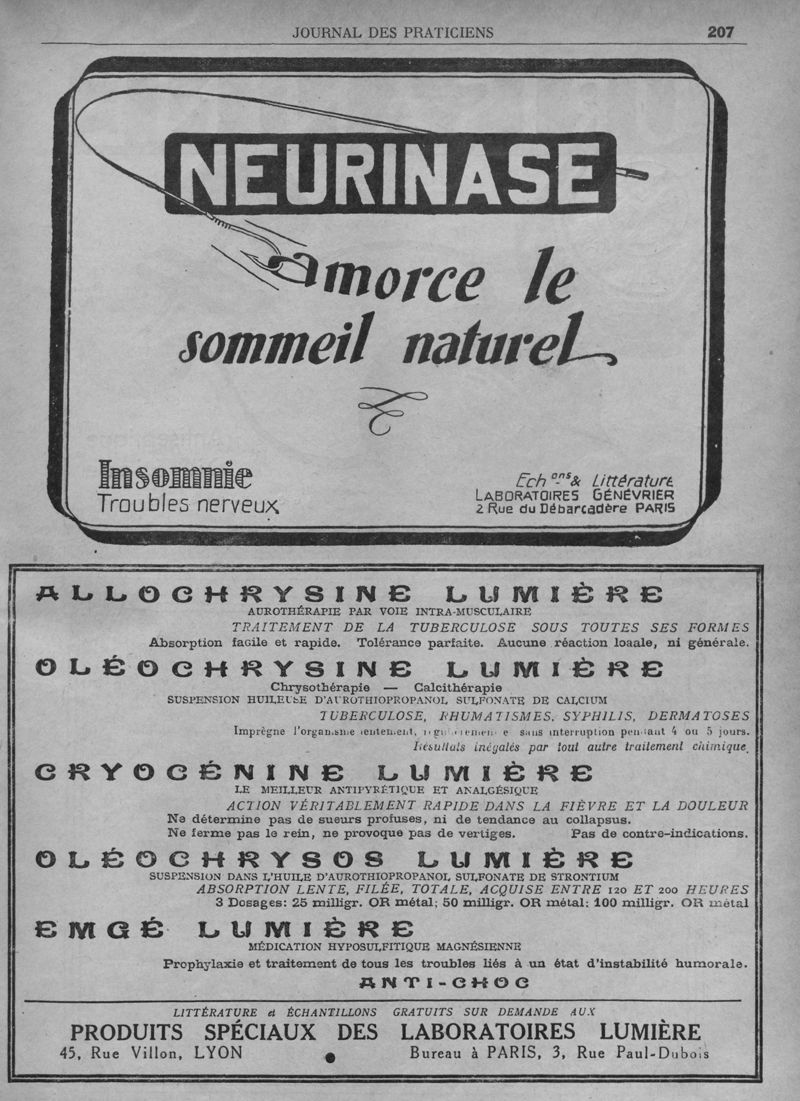 JOURNAL DES PRATICIENS 207
NEURINASE
amorce le
sommeil naturel
Insomnie
Troubles nerveux
Ech ons & Littérature
LABORATOIRES GÉNÉVRIER
2 Rue du Débarcadère PARIS
ALLOCHRYSINE LUMIÈRE
AUROTHÉRAPIE PAR VOIE INTRA-MUSCULAIRE
TRAITEMENT DE LA TUBERCULOSE SOUS TOUTES SES FORMES
Absorption facile et rapide. Tolérance parfaite. Aucune réaction loaale, ni générale.
OLÉOCHRYSINE LUMIÈRE
Chrysothérapie — Calcithérapie
SUSPENSION HUILEUSE D'AUROTHIOPROPANOL SULFONATE DE CALCIUM
TUBERCULOSE, RHUMATISMES, SYPHILIS, DERMATOSES
Imprègne l'organisme lentement, sans interruption pendant 4 ou 5 jours.
Résultats inégalés par tout autre traitement chimique.
CRYOGÉNINE LUMIÈRE
LE MEILLEUR ANTIPYRÉTIQUE ET ANALGÉSIQUE
ACTION VÉRITABLEMENT RAPIDE DANS LA FIÈVRE ET LA DOULEUR
Ne détermine pas de sueurs profuses, ni de tendance au collapsus.
Ne ferme pas le rein, ne provoque pas de vertiges. Pas de contre-indications.
OLÉOCHRYSOS LUMIÈRE
SUSPENSION DANS L'HUILE D'AUROTHIOPROPANOL SULFONATE DE STRONTIUM
ABSORPTION LENTE, FILÉE, TOTALE, ACQUISE ENTRE 120 ET 200 HEURES
3 Dosages: 25 milligr. OR métal; 50 milligr. OR métal: 100 milligr. OR métal
EMGÉ LUMIÈRE
MÉDICATION HYPOSULFITIQUE MAGNÉSIENNE
Prophylaxie et traitement de tous les troubles liés à un état d'instabilité humorale.
ANTI-CHOC
LITTÉRATURE et ÉCHANTILLONS GRATUITS SUR DEMANDE AUX
PRODUITS SPÉCIAUX DES LABORATOIRES LUMIÈRE
45, Rue Villon, LYON Bureau à PARIS, 3, Rue Paul-Dubois